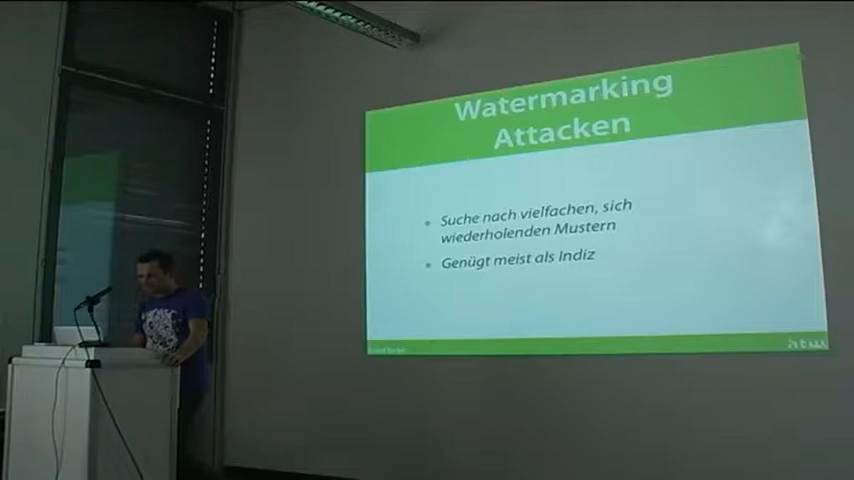 Watermarking
Attacken
Suche nach vielfachen, sich
wiederholenden Mustern
Genügt meist als Indiz